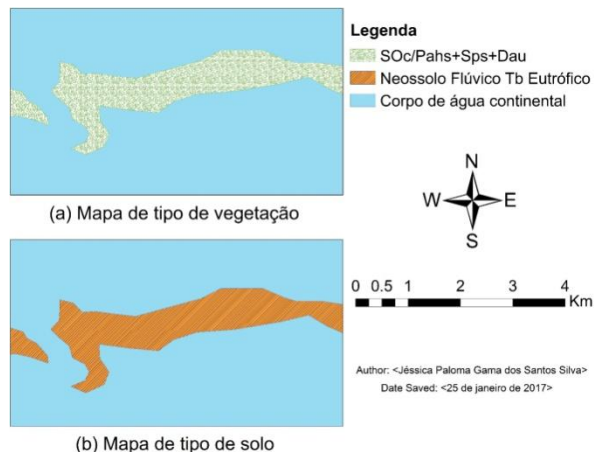 Legenda
SOc/Pahs+Sps+Dau
Neossolo Flúvico Tb Eutrófico
Corpo de água continental
(a) Mapa de tipo de vegetação
N
W E
S
0 0.5 1 2 3 4
Km
Author: <Jéssica Paloma Gama dos Santos Silva>
Date Saved: <25 de janeiro de 2017>
(b) Mapa de tipo de solo